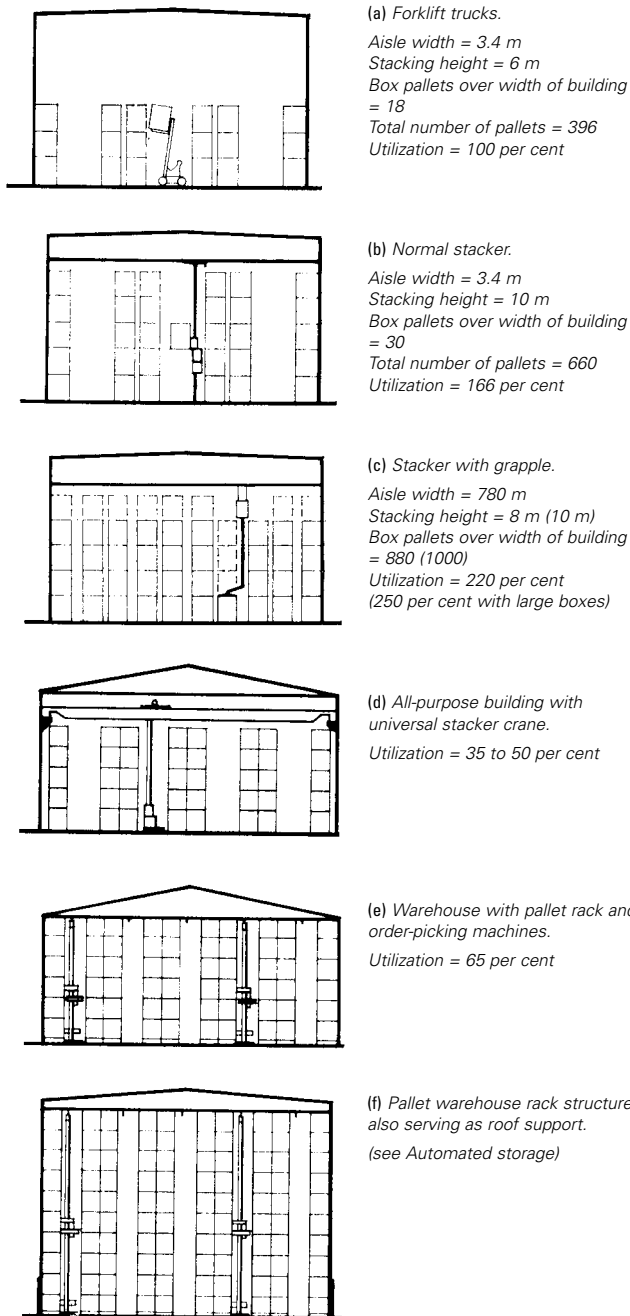 (a) Forklift trucks.
Aisle width = 3.4 m
Stacking height = 6 m
Box pallets over width of building
= 18
Total number of pallets = 396
Utilization = 100 per cent
(b) Normal stacker.
Aisle width = 3.4 m
Stacking height = 10 m
Box pallets over width of building
= 30
Total number of pallets = 660
Utilization = 166 per cent
(c) Stacker with grapple.
Aisle width = 780 m
Stacking height = 8 m (10 m)
Box pallets over width of building
= 880 (1000)
Utilization = 220 per cent
(250 per cent with large boxes)
(d) All-purpose building with
universal stacker crane.
Utilization = 35 to 50 per cent
(e) Warehouse with pallet rack and
order-picking machines.
Utilization = 65 per cent
(f) Pallet warehouse rack structure
also serving as roof support.
(see Automated storage)